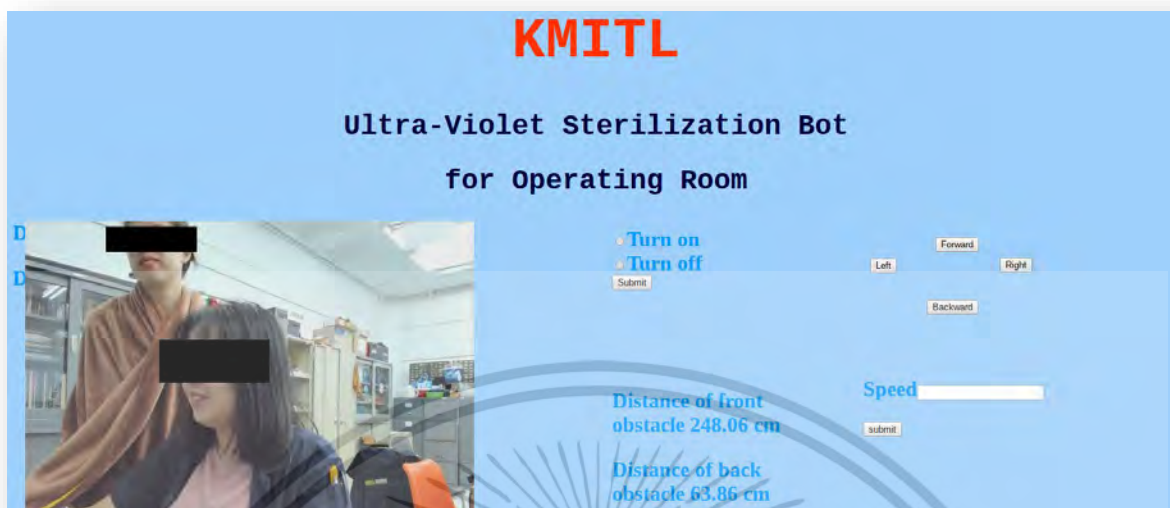 KMITL
Ultra-Violet Sterilization Bot
for Operating Room
D
D
Turn on
Turn off
Submit
Forward
Left
Right
Backward
Speed
submit
Distance of front
obstacle 248.06 cm
Distance of back
obstacle 63.86 cm